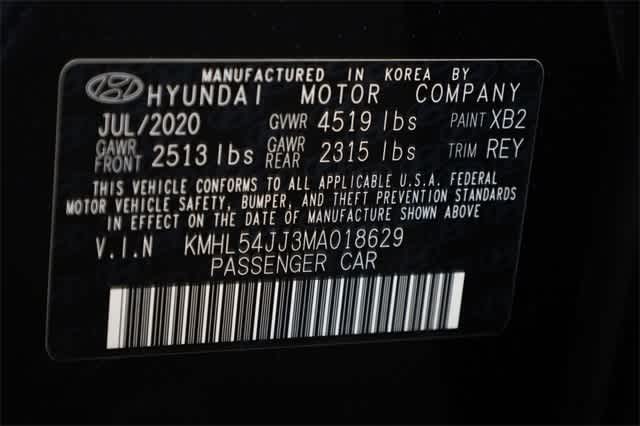 MANUFACTURED IN KOREA BY
HYUNDAI MOTOR COMPANY
JUL/2020 GVWR 4519 lbs PAINT XB2
GAWR FRONT 2513 lbs GAWR REAR 2315 lbs TRIM REY
THIS VEHICLE CONFORMS TO ALL APPLICABLE U.S.A. FEDERAL
MOTOR VEHICLE SAFETY, BUMPER, AND THEFT PREVENTION STANDARDS
IN EFFECT ON THE DATE OF MANUFACTURE SHOWN ABOVE
V.I.N KMHL54JJ3MA018629
PASSENGER CAR